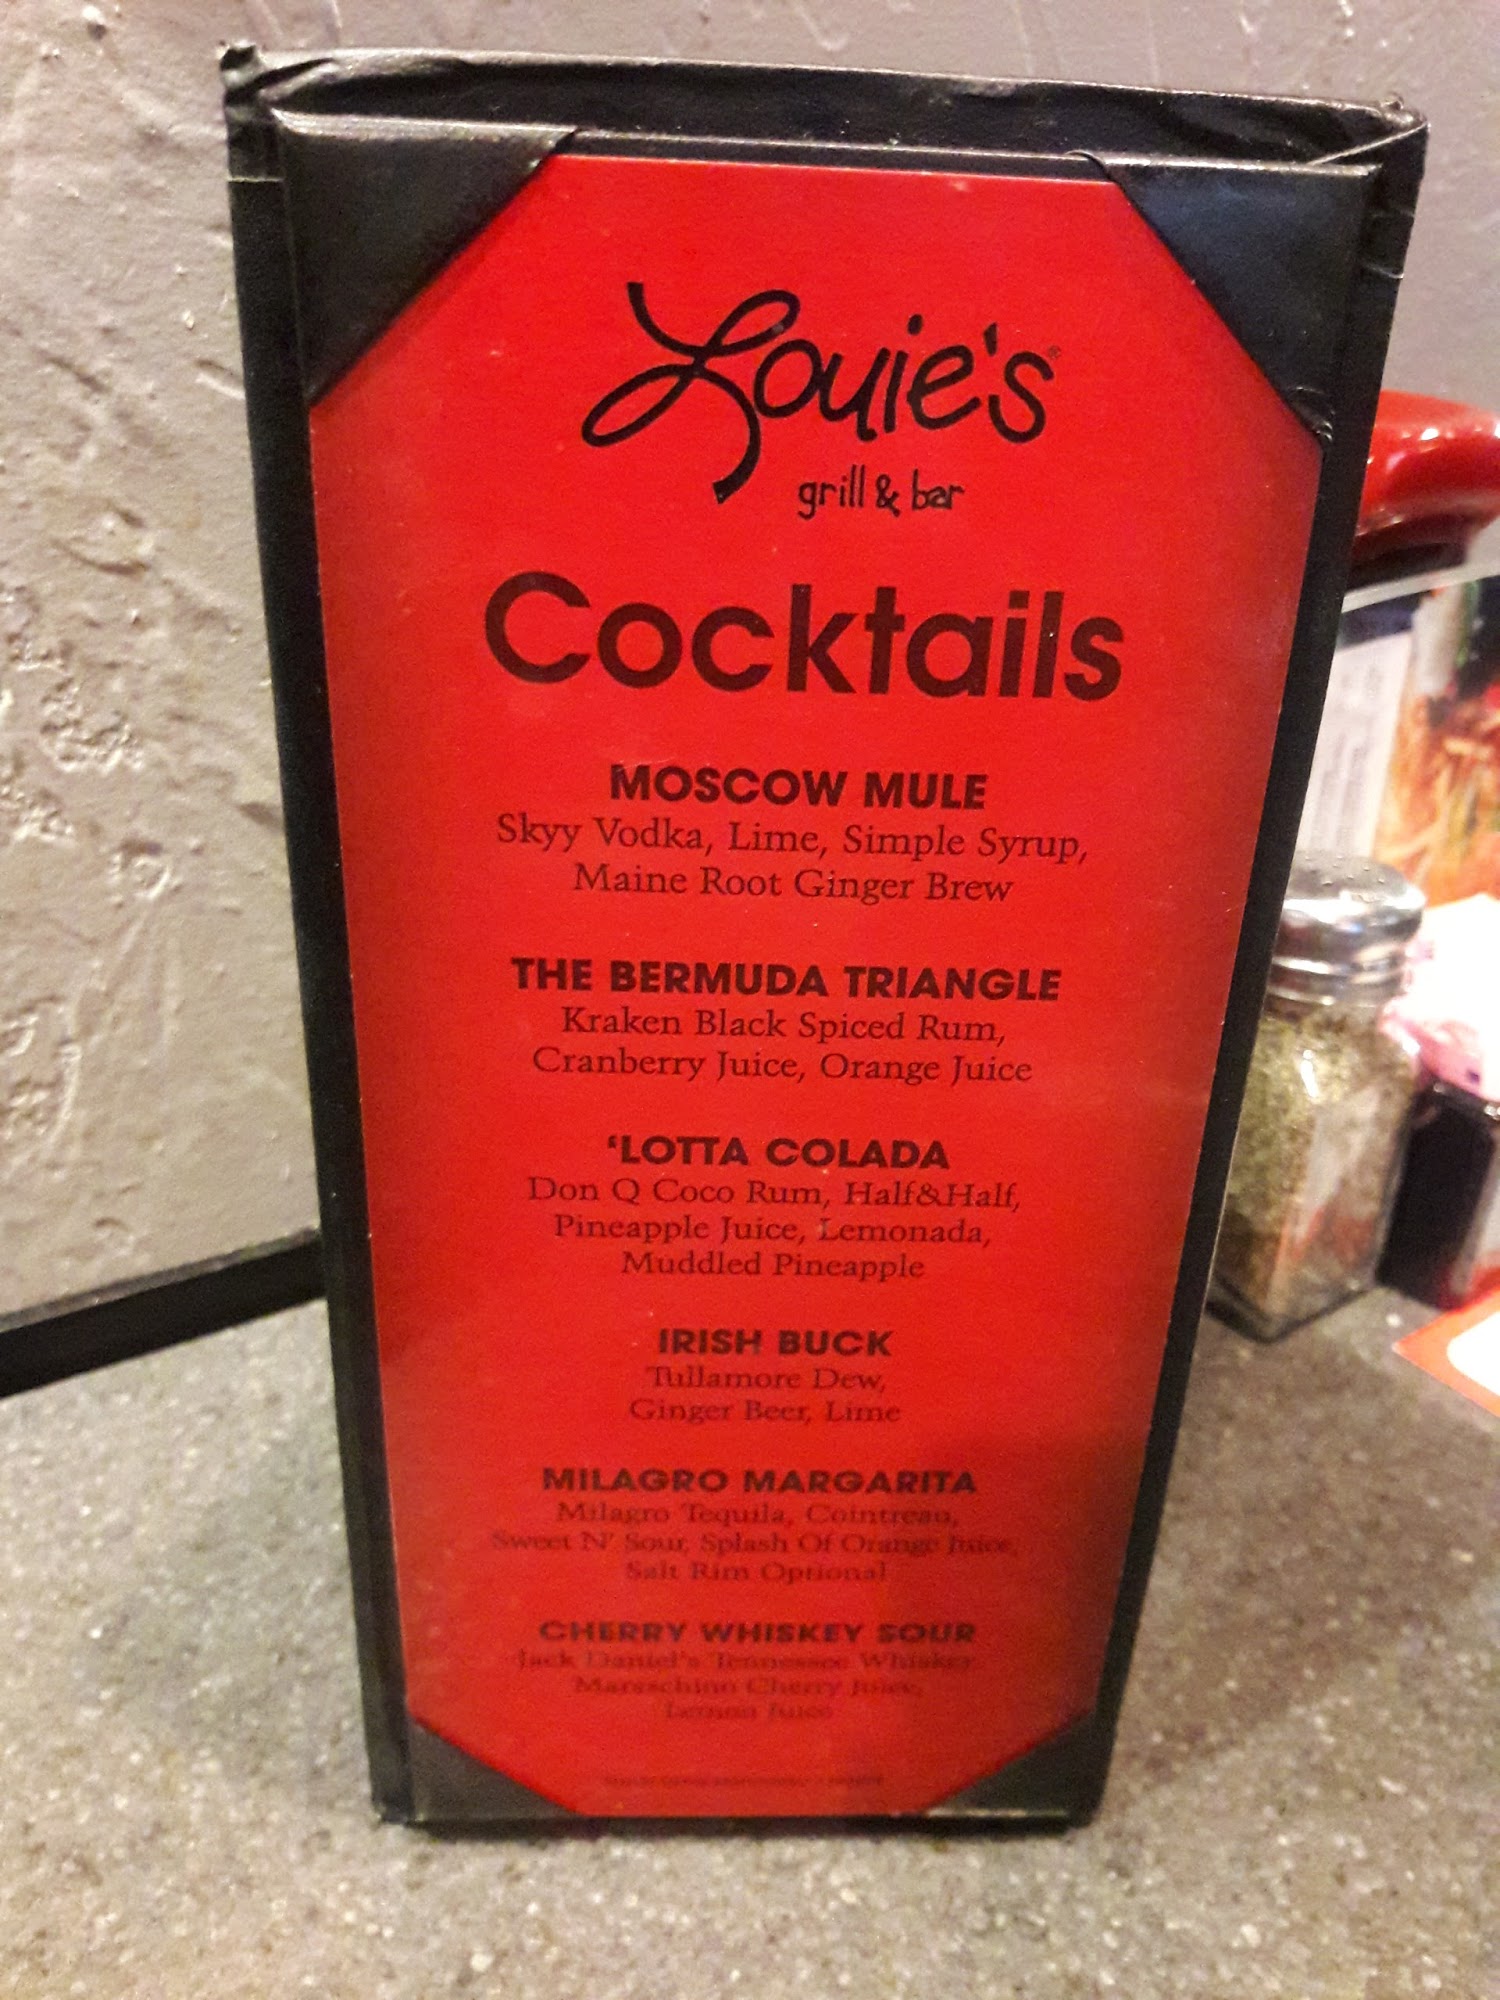 Louie's®
grill & bar
Cocktails
MOSCOW MULE
Skyy Vodka, Lime, Simple Syrup,
Maine Root Ginger Brew
THE BERMUDA TRIANGLE
Kraken Black Spiced Rum,
Cranberry Juice, Orange Juice
‘LOTTA COLADA
Don Q Coco Rum, Half&Half,
Pineapple Juice, Lemonada,
Muddled Pineapple
IRISH BUCK
Tullamore Dew,
Ginger Beer, Lime
MILAGRO MARGARITA
Milagro Tequila, Cointreau,
Sweet N' Sour, Splash Of Orange Juice,
Salt Rim Optional
CHERRY WHISKEY SOUR
Jack Daniel's Tennessee Whiskey
Maraschino Cherry Juice,
Lemon Juice